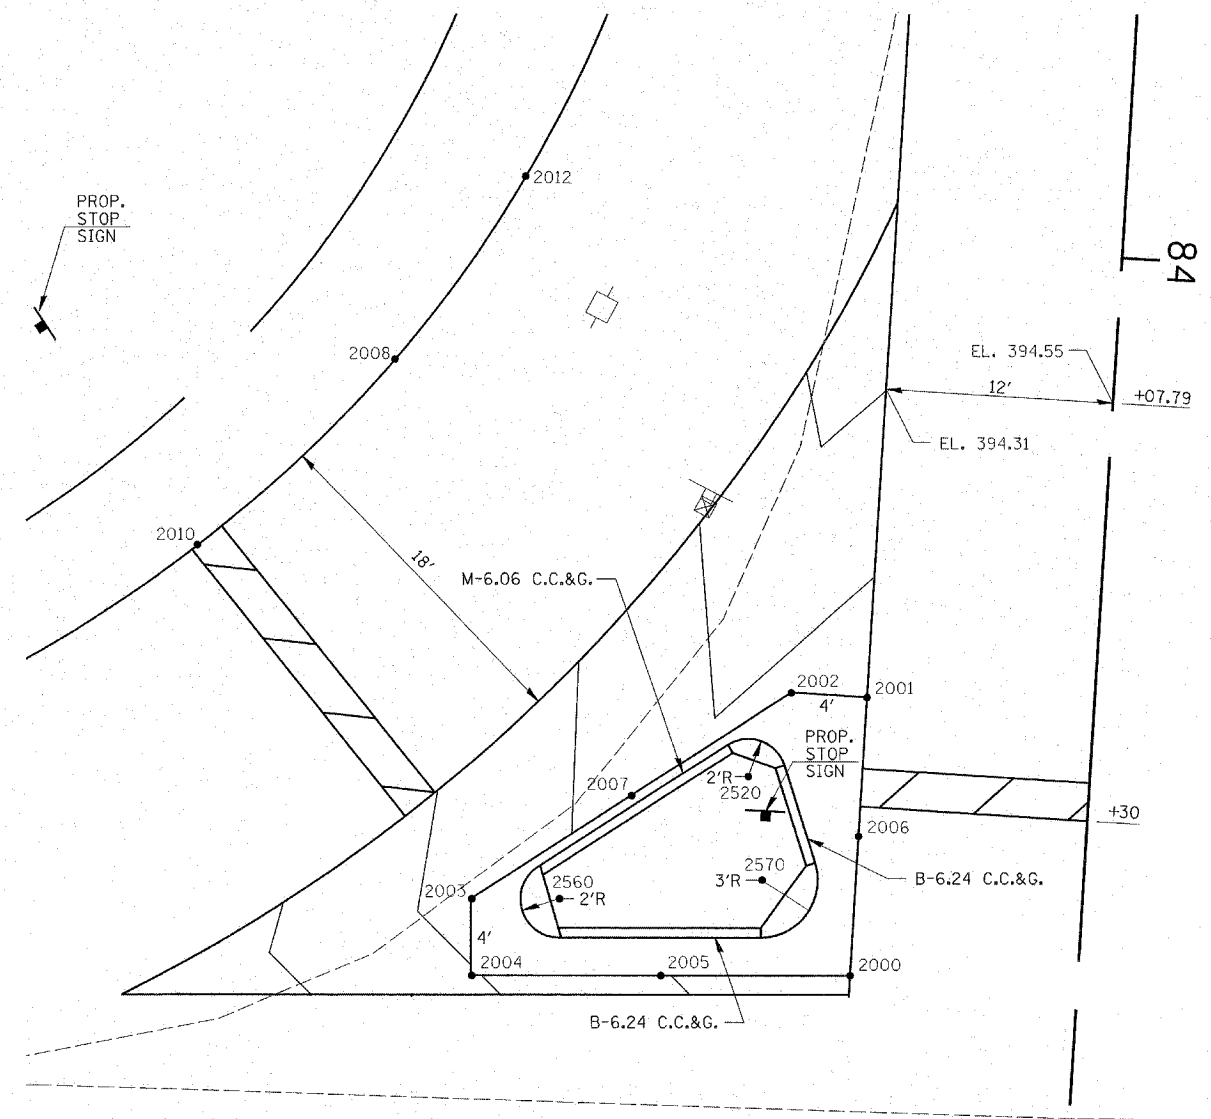 2012
PROP.
STOP
SIGN
84
2008
EL. 394.55
12'
+07.79
EL. 394.31
2010
18'
M-6.06 C.C.&G.
2002
2001
4'
PROP.
STOP
SIGN
2007
2'R
2520
+30
2006
2570
3'R
B-6.24 C.C.&G.
2003
2560
2'R
4'
2004
2005
2000
B-6.24 C.C.&G.